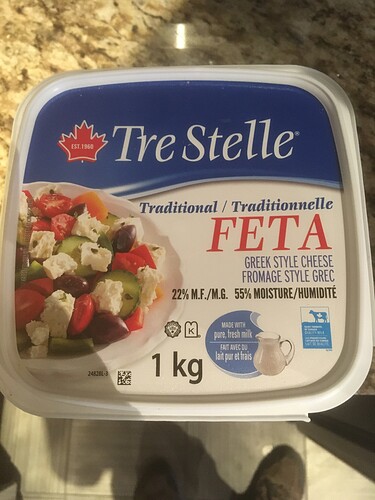 EST. 1960
Tre Stelle®
Traditional / Traditionnelle
FETA
GREEK STYLE CHEESE
FROMAGE STYLE GREC
22% M.F./M.G. 55% MOISTURE/HUMIDITÉ
K
MADE WITH
pure, fresh milk
FAIT AVEC DU
lait pur et frais
1 kg